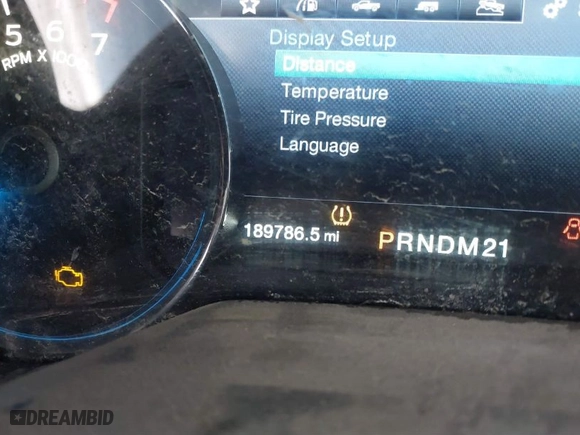 5 6 7
RPM X 1000
Display Setup
Distance
Temperature
Tire Pressure
Language
189786.5 mi
PRNDM21
DREAMBID